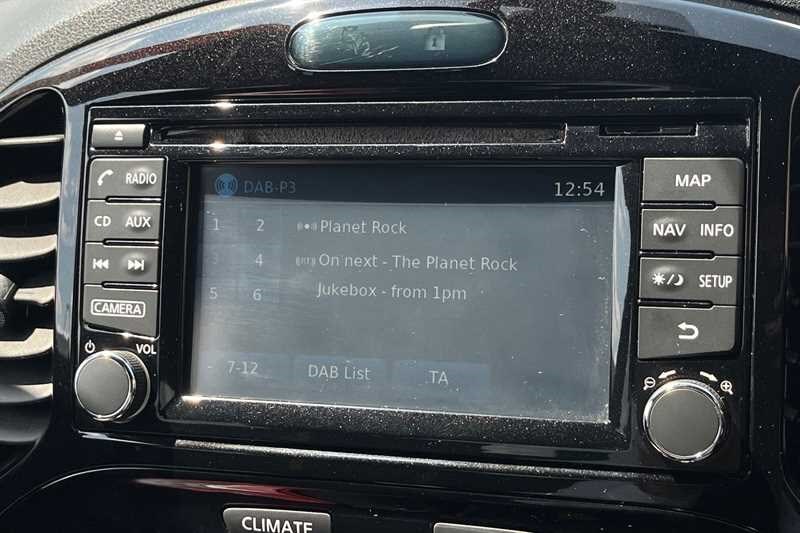 RADIO
CD AUX
CAMERA
VOL
DAB-P3 12:54
1 2 Planet Rock
3 4 On next - The Planet Rock
5 6 Jukebox - from 1pm
7-12 DAB List TA
MAP
NAV INFO
SETUP
CLIMATE